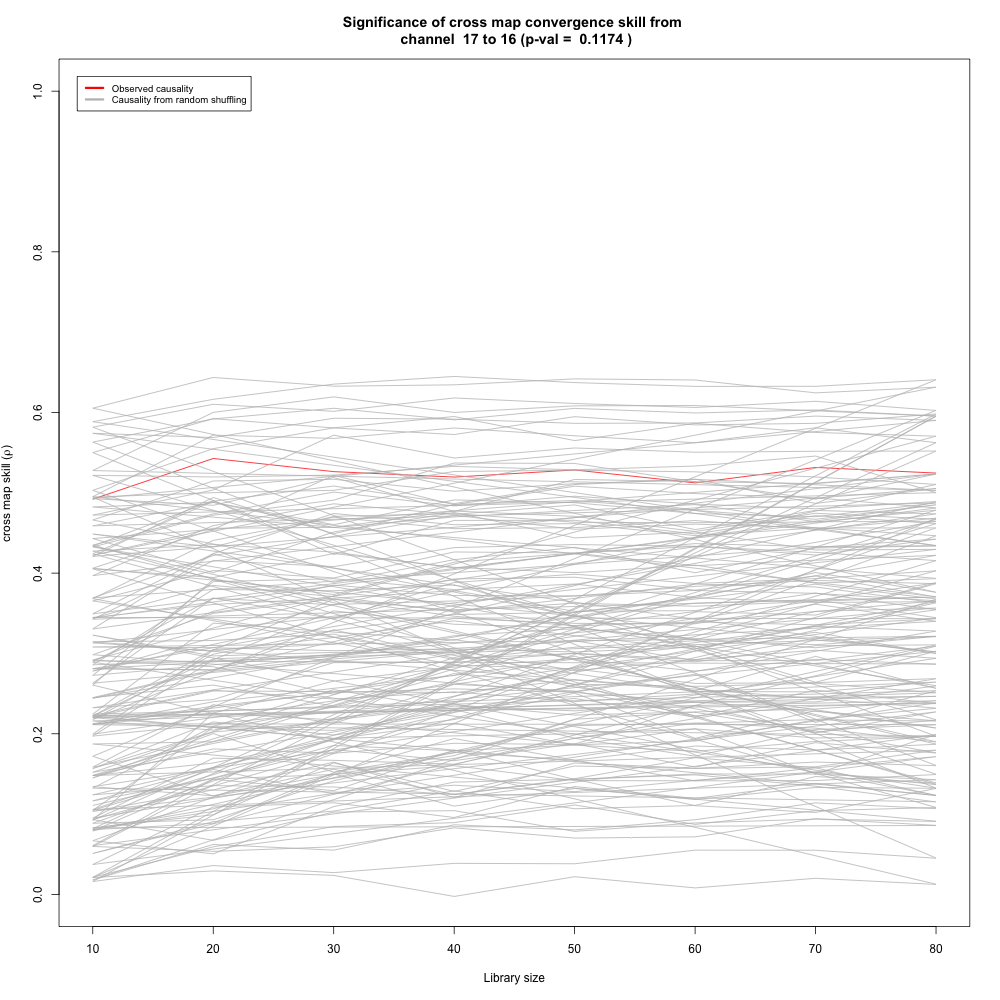 Significance of cross map convergence skill from
channel  17 to 16 (p-val =  0.1174 )
Observed causality
Causality from random shuffling
1.0
0.8
0.6
0.4
0.2
0.0
cross map skill (ρ)
10 20 30 40 50 60 70 80
Library size